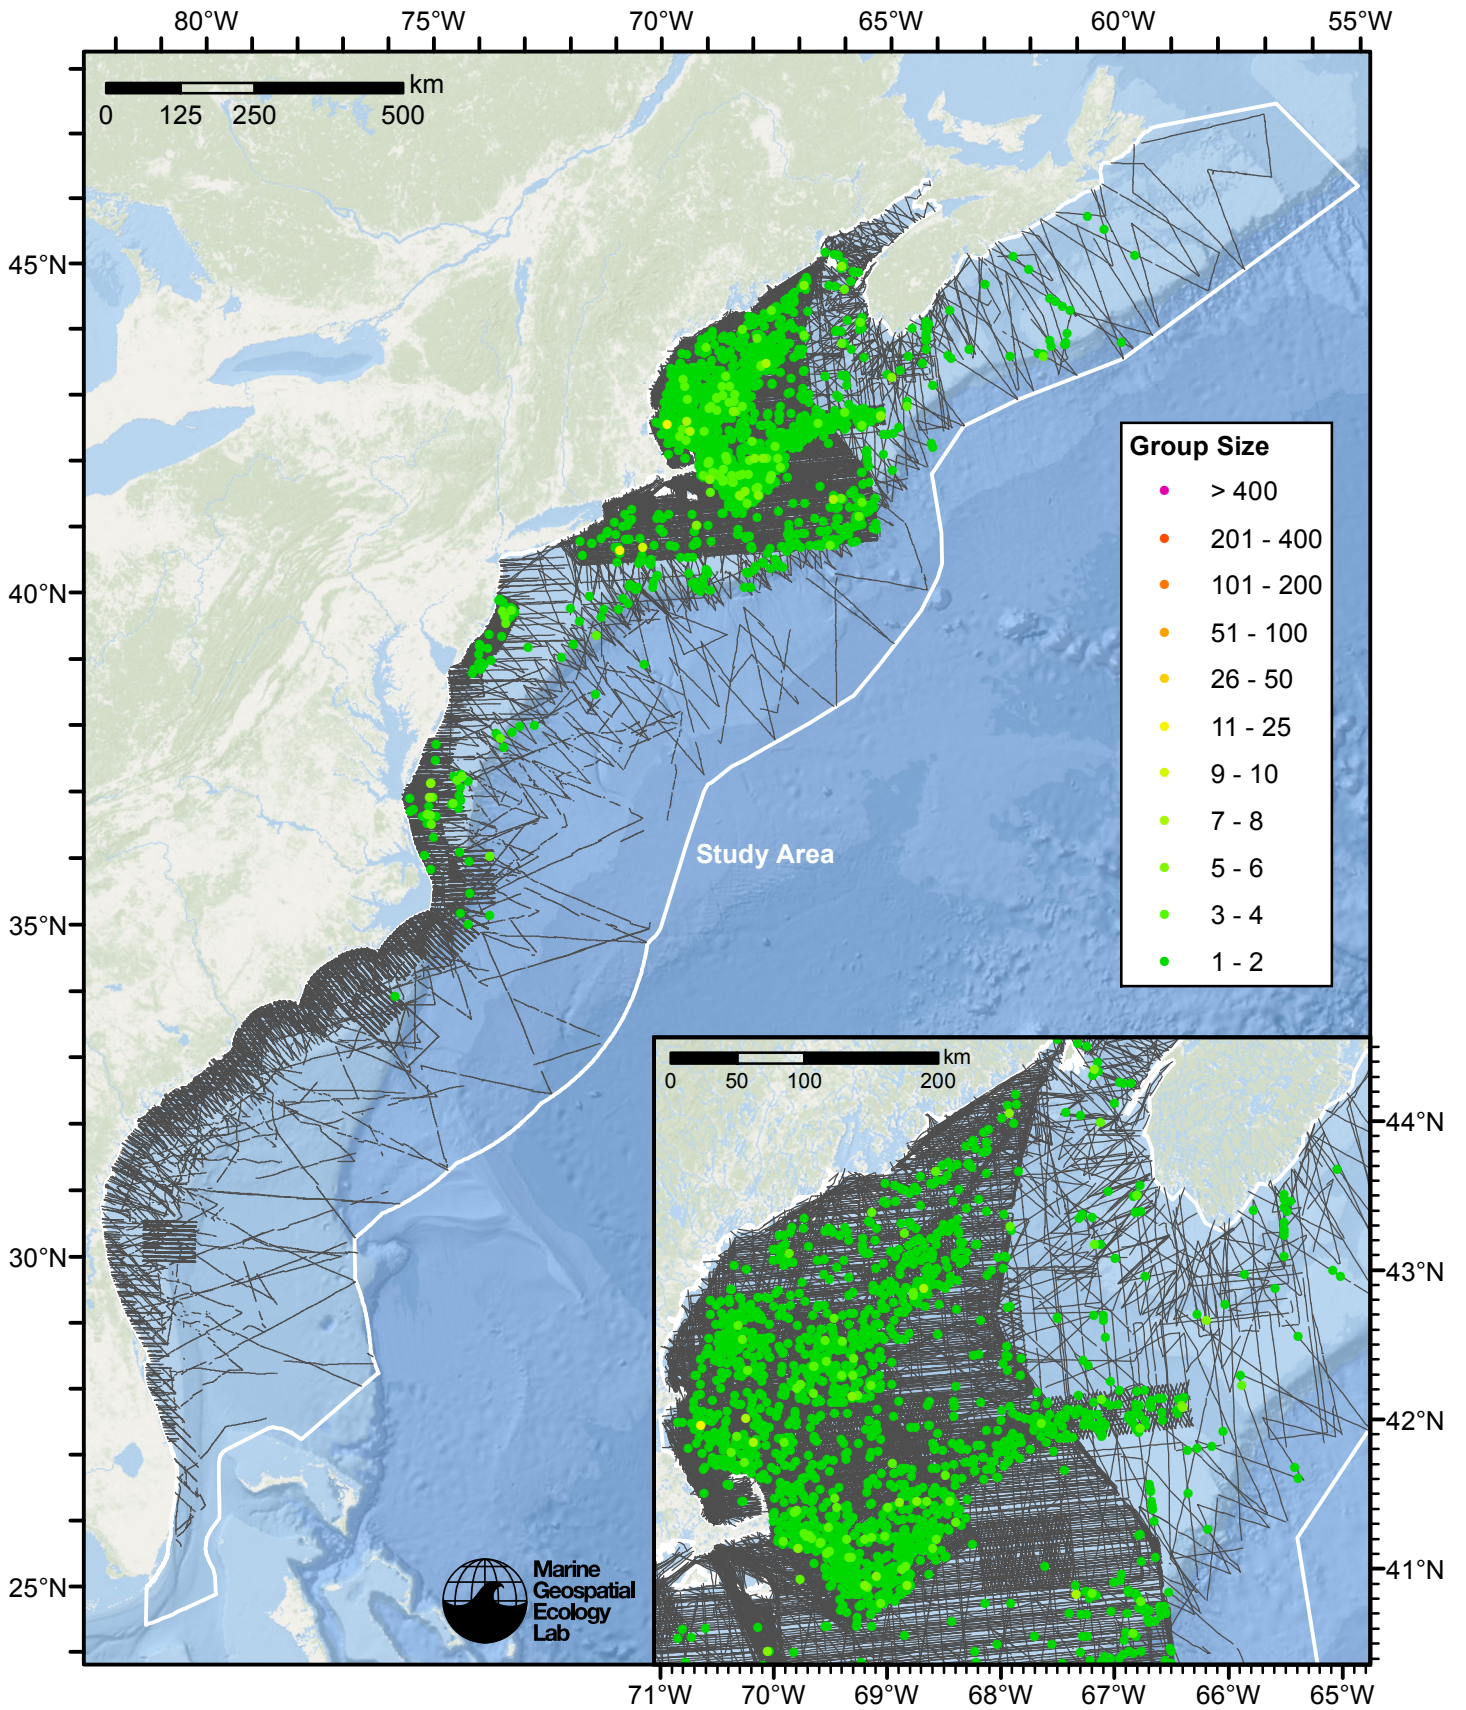 80°W 75°W 70°W 65°W 60°W 55°W
km
0 125 250 500
45°N
40°N
35°N
30°N
25°N
Study Area
Group Size
> 400
201 - 400
101 - 200
51 - 100
26 - 50
11 - 25
9 - 10
7 - 8
5 - 6
3 - 4
1 - 2
km
0 50 100 200
44°N
43°N
42°N
41°N
71°W 70°W 69°W 68°W 67°W 66°W 65°W
Marine
Geospatial
Ecology
Lab